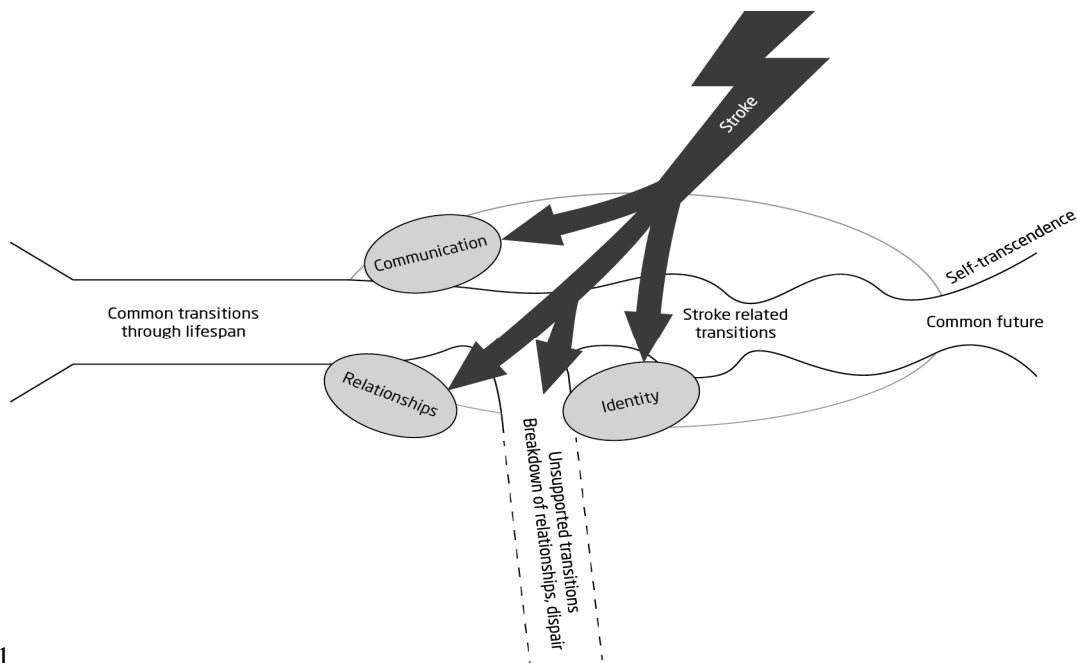 Stroke
Communication
Self-transcendence
Common transitions
through lifespan
Stroke related
transitions
Common future
Relationships
Identity
Unsupported transitions
Breakdown of relationships, dispair
1